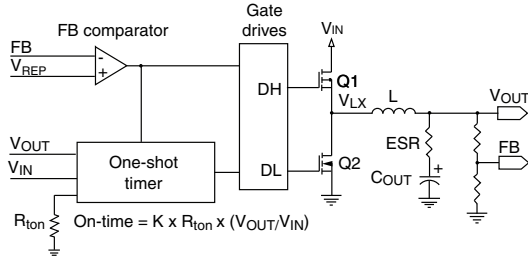 FB comparator
Gate
drives
V_IN
FB
V_REP
-
+
DH
Q1
V_LX
L
V_OUT
ESR
FB
V_OUT
V_IN
One-shot
timer
DL
Q2
C_OUT
+
R_ton
On-time = K x R_ton x (V_OUT/V_IN)